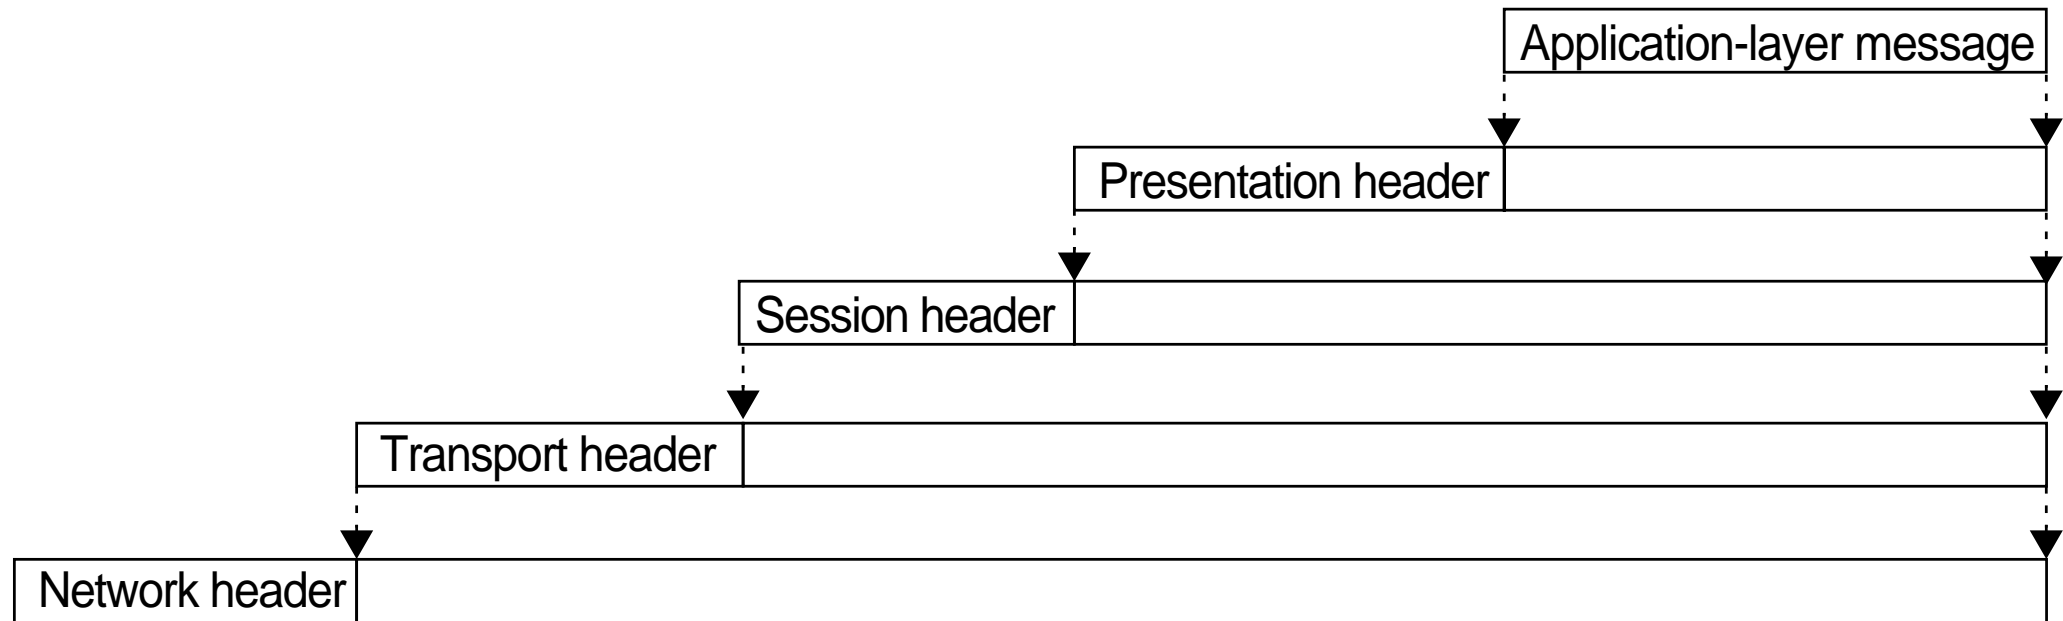 Application-layer message
Presentation header
Session header
Transport header
Network header